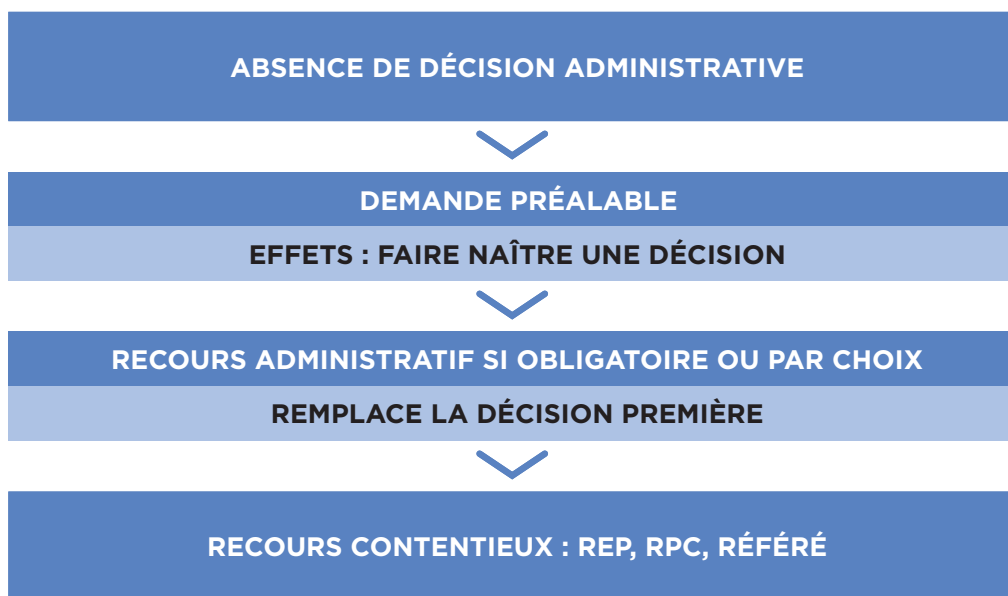 ABSENCE DE DÉCISION ADMINISTRATIVE
DEMANDE PRÉALABLE
EFFETS : FAIRE NAÎTRE UNE DÉCISION
RECOURS ADMINISTRATIF SI OBLIGATOIRE OU PAR CHOIX
REMPLACE LA DÉCISION PREMIÈRE
RECOURS CONTENTIEUX : REP, RPC, RÉFÉRÉ